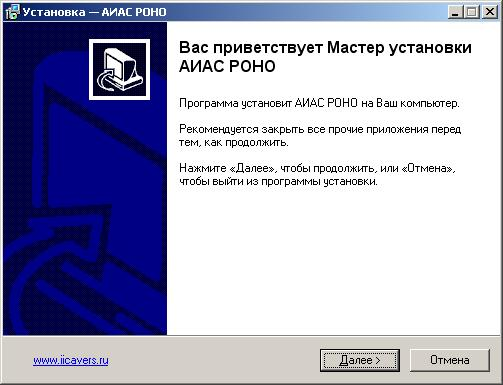 Установка — АИАС РОНО
Вас приветствует Мастер установки
АИАС РОНО
Программа установит АИАС РОНО на Ваш компьютер.
Рекомендуется закрыть все прочие приложения перед
тем, как продолжить.
Нажмите «Далее», чтобы продолжить, или «Отмена»,
чтобы выйти из программы установки.
www.iicavers.ru
Далее >
Отмена